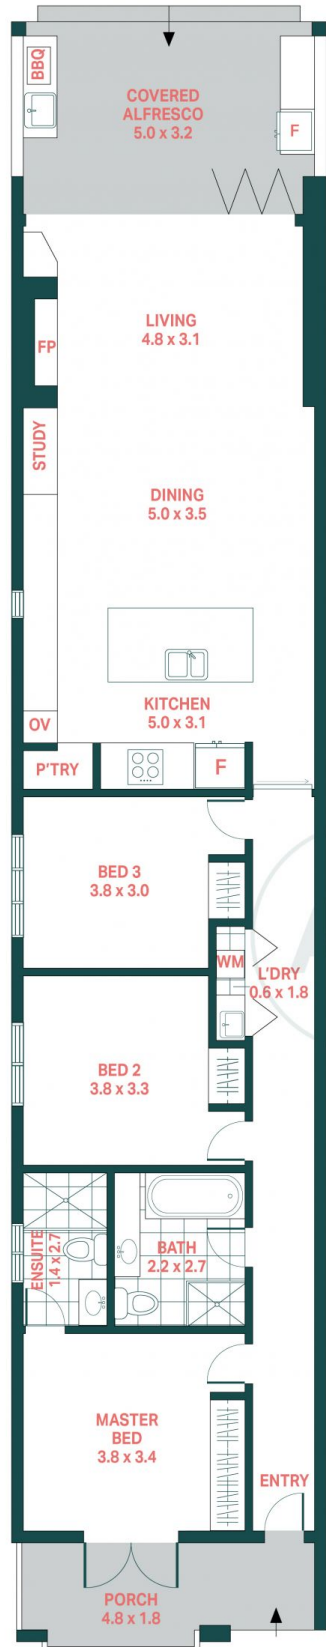 BBQ
COVERED
ALFRESCO
5.0 x 3.2
F
LIVING
4.8 x 3.1
FP
STUDY
DINING
5.0 x 3.5
KITCHEN
5.0 x 3.1
OV
P'TRY
F
BED 3
3.8 x 3.0
WM
L'DRY
0.6 x 1.8
BED 2
3.8 x 3.3
ENSUITE
1.4 x 2.7
BATH
2.2 x 2.7
MASTER
BED
3.8 x 3.4
ENTRY
PORCH
4.8 x 1.8